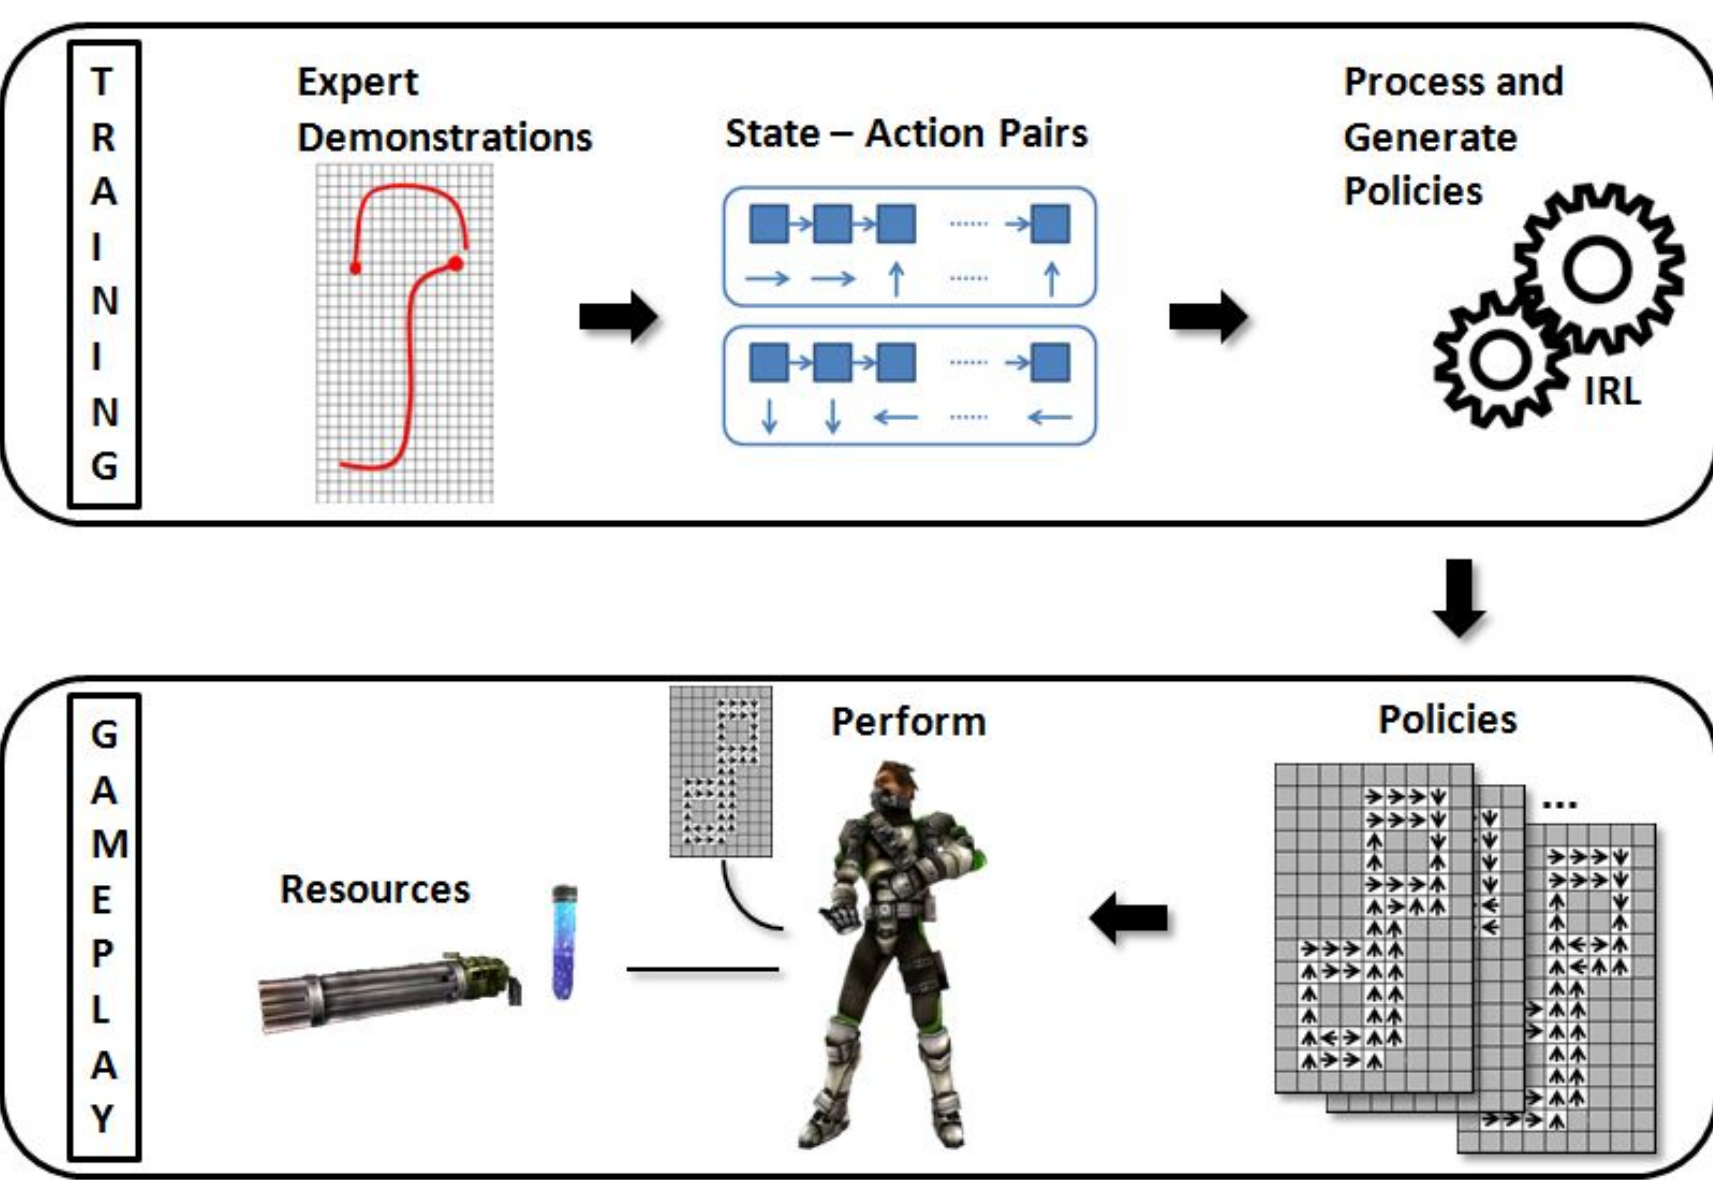 TRAINING
Expert
Demonstrations
State – Action Pairs
Process and
Generate
Policies
IRL
GAMEPLAY
Resources
Perform
Policies
...